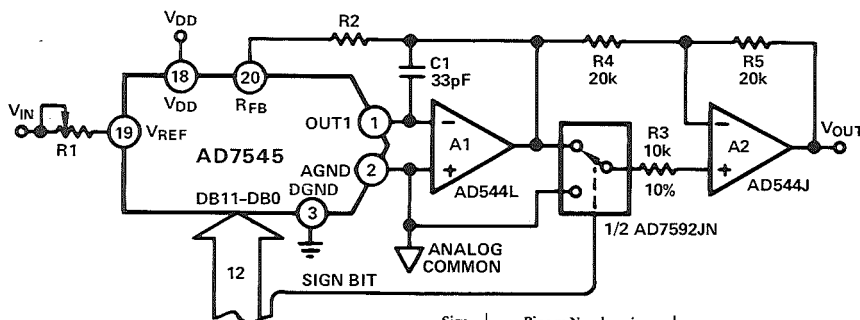 VDD
R2
C1
33pF
R4
20k
R5
20k
18
VDD
20
RFB
VIN
R1
19
VREF
AD7545
OUT1
1
−
A1
+
AD544L
AGND
2
DGND
3
DB11–DB0
R3
10k
10%
−
A2
+
AD544J
VOUT
1/2 AD7592JN
ANALOG
COMMON
12
SIGN BIT